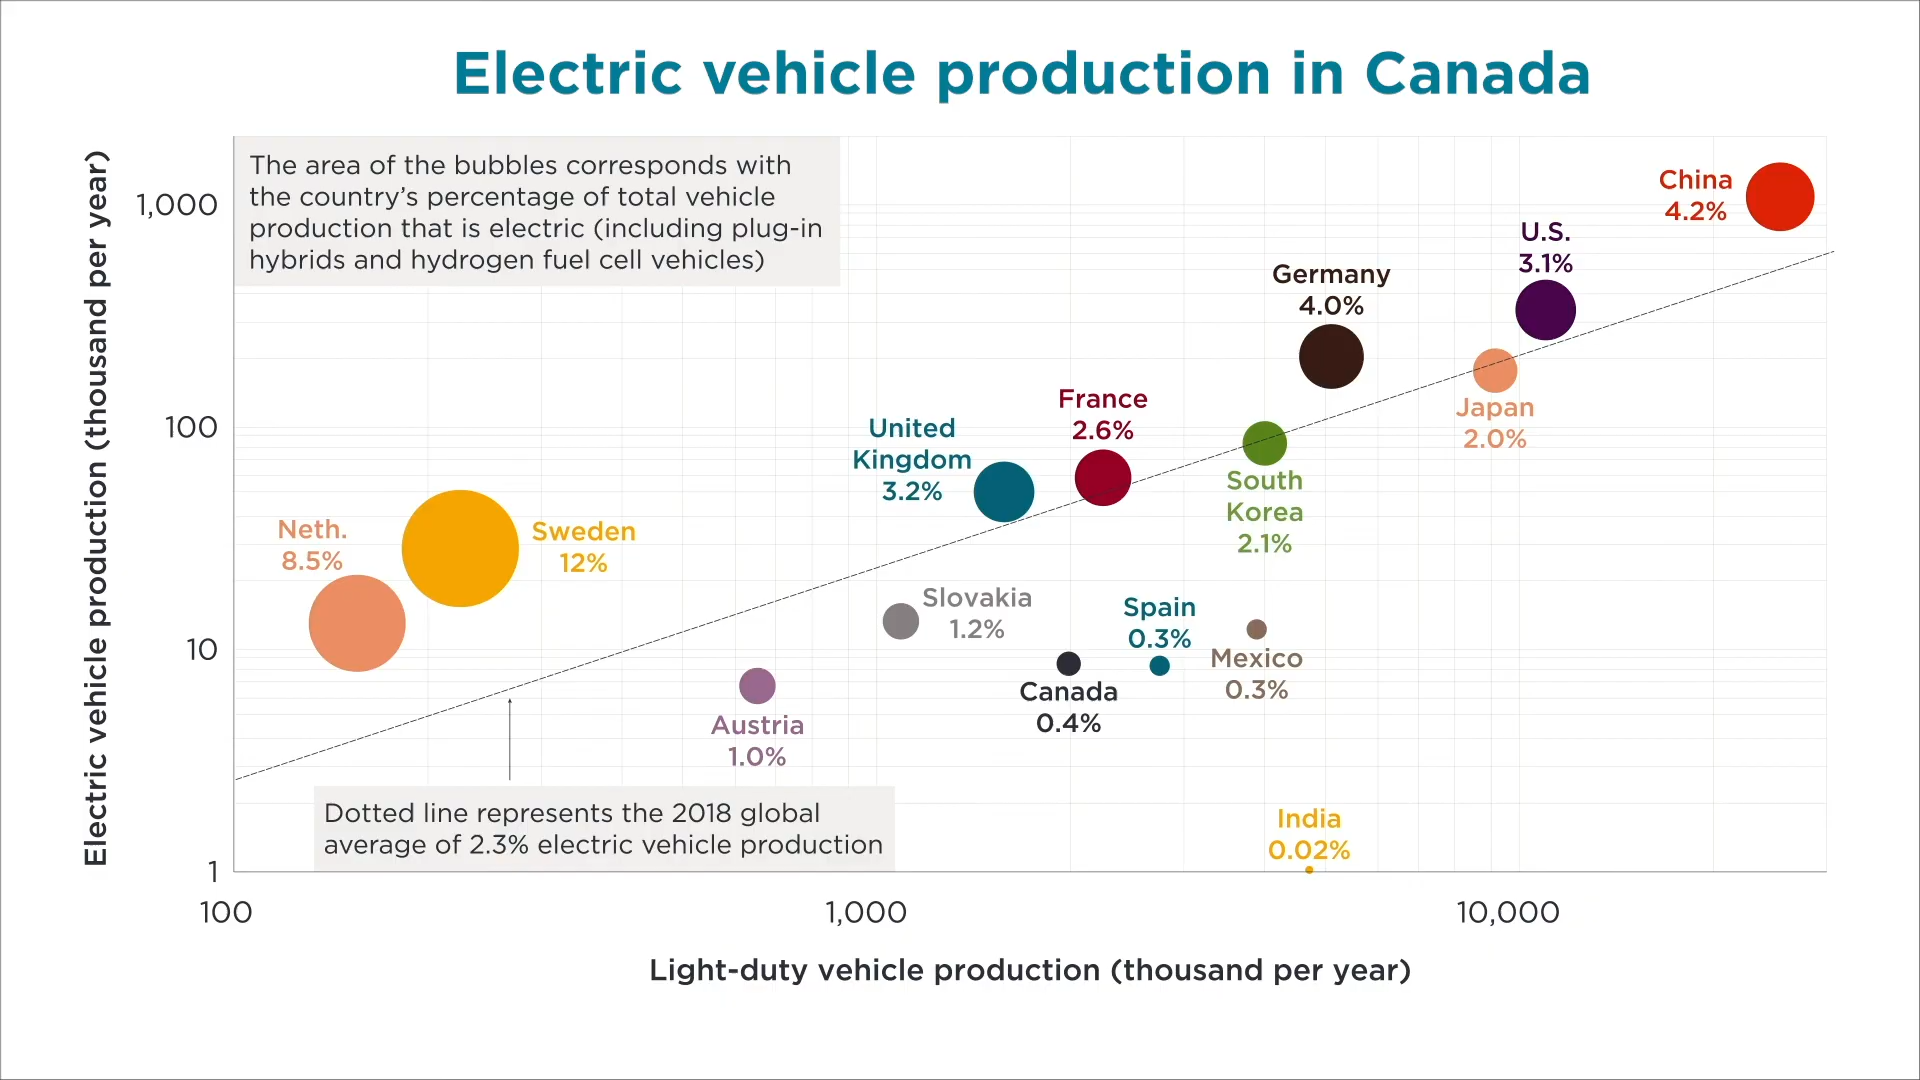 Electric vehicle production in Canada
The area of the bubbles corresponds with
the country's percentage of total vehicle
production that is electric (including plug-in
hybrids and hydrogen fuel cell vehicles)
Electric vehicle production (thousand per year)
1,000
100
10
1
China
4.2%
U.S.
3.1%
Germany
4.0%
Japan
2.0%
France
2.6%
United
Kingdom
3.2%
South
Korea
2.1%
Neth.
8.5%
Sweden
12%
Slovakia
1.2%
Spain
0.3%
Mexico
0.3%
Canada
0.4%
Austria
1.0%
India
0.02%
Dotted line represents the 2018 global
average of 2.3% electric vehicle production
100
1,000
10,000
Light-duty vehicle production (thousand per year)